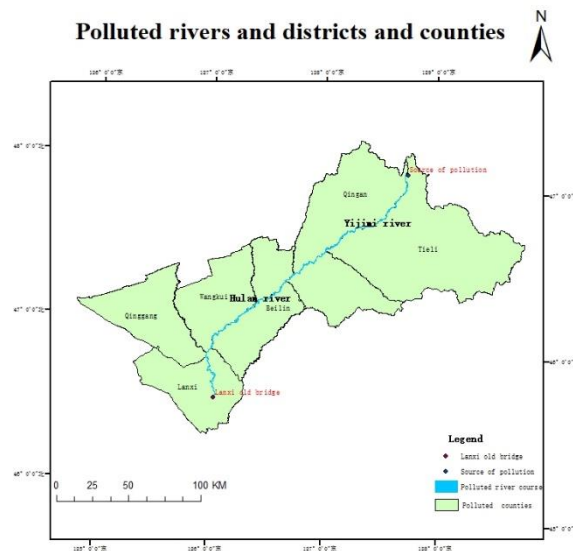 Polluted rivers and districts and counties
N
Source of pollution
Qingan
Yijimi river
Tieli
Wangkui
Hulan river
Beilin
Qinggang
Lanxi
Lanxi old bridge
Legend
Lanxi old bridge
Source of pollution
Polluted river course
Polluted counties
0 25 50 100 KM